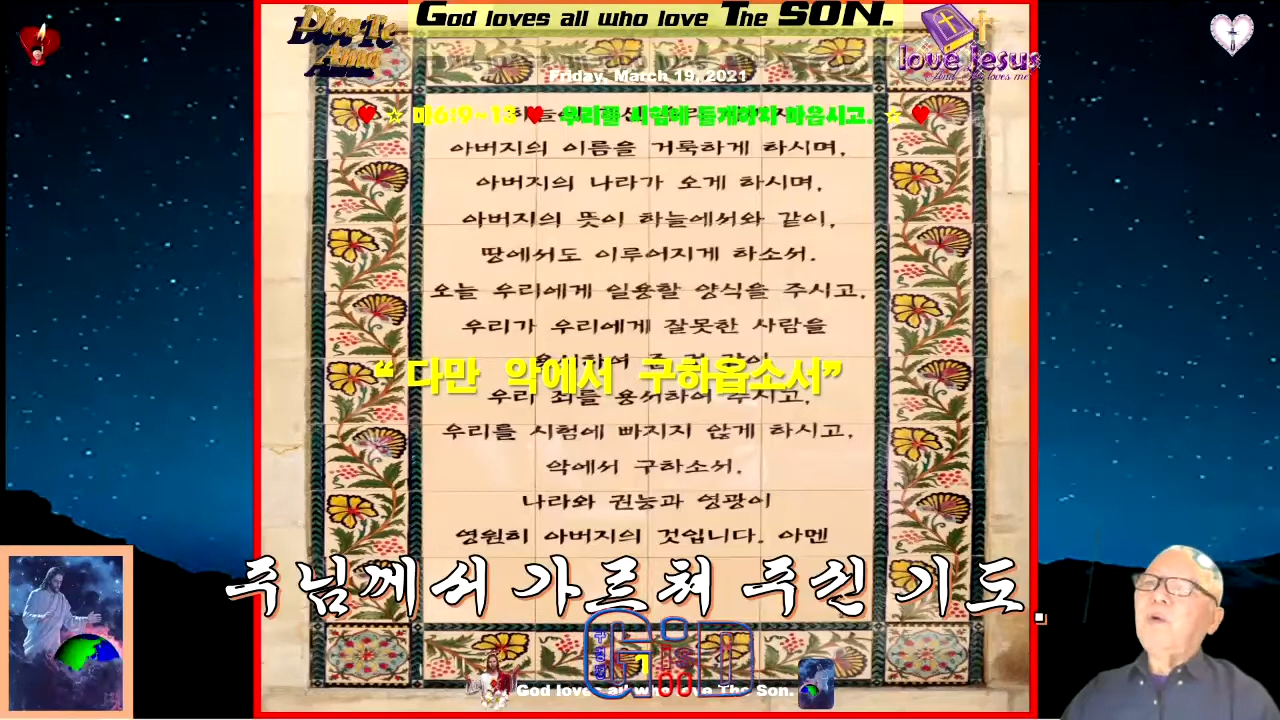 God loves all who love The SON.
Dios Te Ama
love Jesus
And He loves me
Friday, March 19, 2021
♥ ☆ 마6:9~13 ♥ 우리를 시험에 들게하지 마옵시고. ☆ ♥
아버지의 이름을 거룩하게 하시며,
아버지의 나라가 오게 하시며,
아버지의 뜻이 하늘에서와 같이,
땅에서도 이루어지게 하소서.
오늘 우리에게 일용할 양식을 주시고,
우리가 우리에게 잘못한 사람을
“ 다만 악에서 구하옵소서”
우리 죄를 용서하여 주시고,
우리를 시험에 빠지지 않게 하시고,
악에서 구하소서.
나라와 권능과 영광이
영원히 아버지의 것입니다. 아멘
주님께서 가르쳐 주신 기도.
God loves all who love The Son.